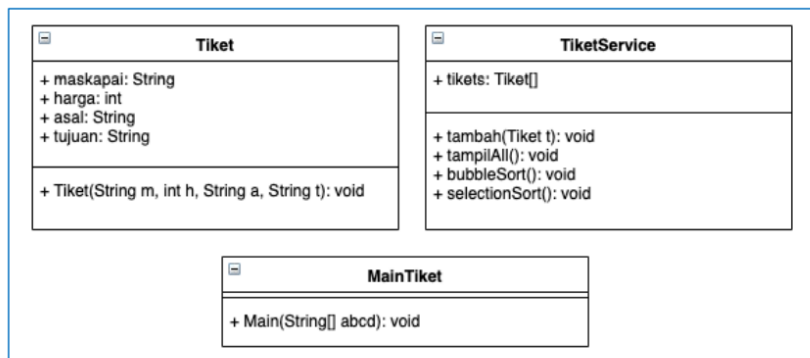 Tiket
+ maskapai: String
+ harga: int
+ asal: String
+ tujuan: String
+ Tiket(String m, int h, String a, String t): void
TiketService
+ tikets: Tiket[]
+ tambah(Tiket t): void
+ tampilAll(): void
+ bubbleSort(): void
+ selectionSort(): void
MainTiket
+ Main(String[] abcd): void